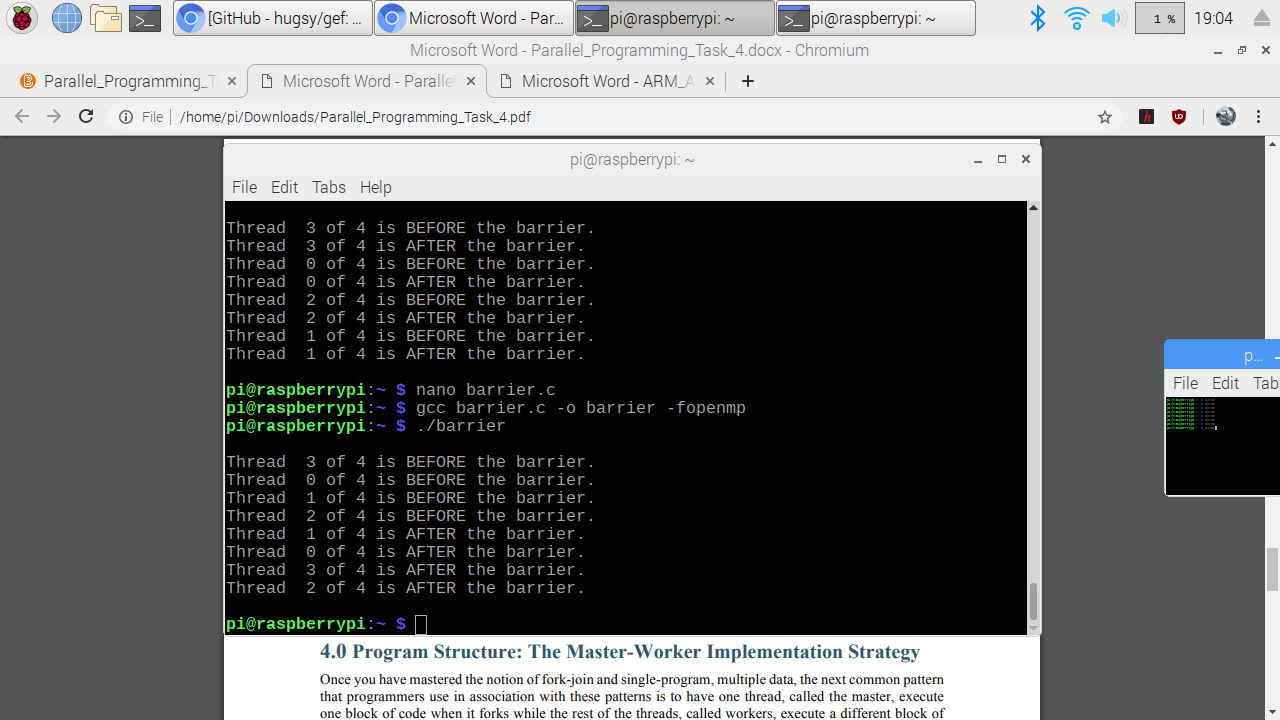 [GitHub - hugsy/gef: ...
Microsoft Word - Par...
pi@raspberrypi: ~
pi@raspberrypi: ~
1 %
19:04
Microsoft Word - Parallel_Programming_Task_4.docx - Chromium
Parallel_Programming_T
Microsoft Word - Parallel
Microsoft Word - ARM_A
File
/home/pi/Downloads/Parallel_Programming_Task_4.pdf
pi@raspberrypi: ~
File Edit Tabs Help
Thread  3 of 4 is BEFORE the barrier.
Thread  3 of 4 is AFTER the barrier.
Thread  0 of 4 is BEFORE the barrier.
Thread  0 of 4 is AFTER the barrier.
Thread  2 of 4 is BEFORE the barrier.
Thread  2 of 4 is AFTER the barrier.
Thread  1 of 4 is BEFORE the barrier.
Thread  1 of 4 is AFTER the barrier.
pi@raspberrypi:~ $ nano barrier.c
pi@raspberrypi:~ $ gcc barrier.c -o barrier -fopenmp
pi@raspberrypi:~ $ ./barrier
Thread  3 of 4 is BEFORE the barrier.
Thread  0 of 4 is BEFORE the barrier.
Thread  1 of 4 is BEFORE the barrier.
Thread  2 of 4 is BEFORE the barrier.
Thread  1 of 4 is AFTER the barrier.
Thread  0 of 4 is AFTER the barrier.
Thread  3 of 4 is AFTER the barrier.
Thread  2 of 4 is AFTER the barrier.
pi@raspberrypi:~ $
p...
File Edit Tab
4.0 Program Structure: The Master-Worker Implementation Strategy
Once you have mastered the notion of fork-join and single-program, multiple data, the next common pattern
that programmers use in association with these patterns is to have one thread, called the master, execute
one block of code when it forks while the rest of the threads, called workers, execute a different block of